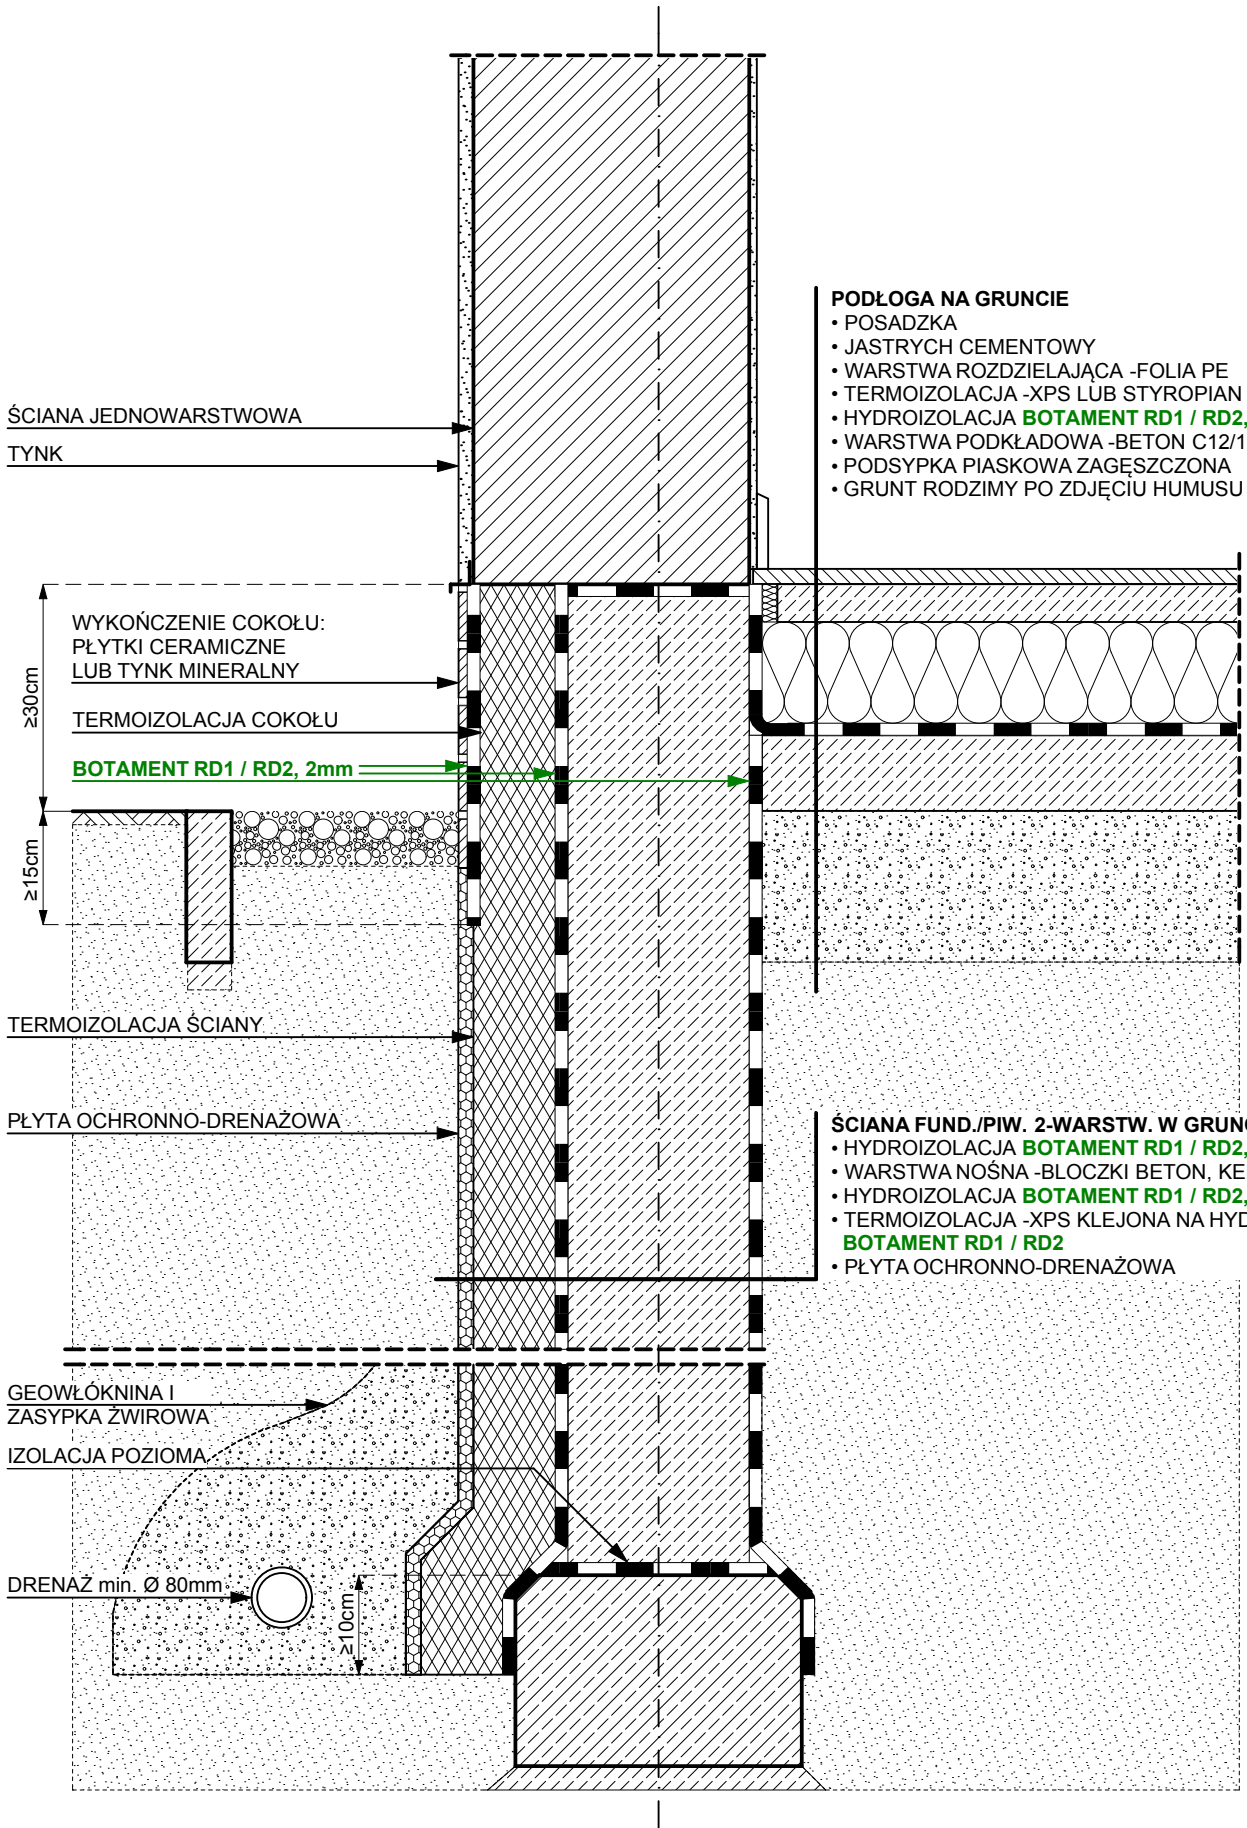 PODŁOGA NA GRUNCIE
• POSADZKA
• JASTRYCH CEMENTOWY
• WARSTWA ROZDZIELAJĄCA -FOLIA PE
• TERMOIZOLACJA -XPS LUB STYROPIAN
• HYDROIZOLACJA BOTAMENT RD1 / RD2,
• WARSTWA PODKŁADOWA -BETON C12/1
• PODSYPKA PIASKOWA ZAGĘSZCZONA
• GRUNT RODZIMY PO ZDJĘCIU HUMUSU
ŚCIANA JEDNOWARSTWOWA
TYNK
WYKOŃCZENIE COKOŁU:
PŁYTKI CERAMICZNE
LUB TYNK MINERALNY
≥30cm
TERMOIZOLACJA COKOŁU
BOTAMENT RD1 / RD2, 2mm
≥15cm
TERMOIZOLACJA ŚCIANY
PŁYTA OCHRONNO-DRENAŻOWA
ŚCIANA FUND./PIW. 2-WARSTW. W GRUNC
• HYDROIZOLACJA BOTAMENT RD1 / RD2,
• WARSTWA NOŚNA -BLOCZKI BETON, KE
• HYDROIZOLACJA BOTAMENT RD1 / RD2,
• TERMOIZOLACJA -XPS KLEJONA NA HYD
BOTAMENT RD1 / RD2
• PŁYTA OCHRONNO-DRENAŻOWA
GEOWŁÓKNINA I
ZASYPKA ŻWIROWA
IZOLACJA POZIOMA
DRENAŻ min. Ø 80mm
≥10cm